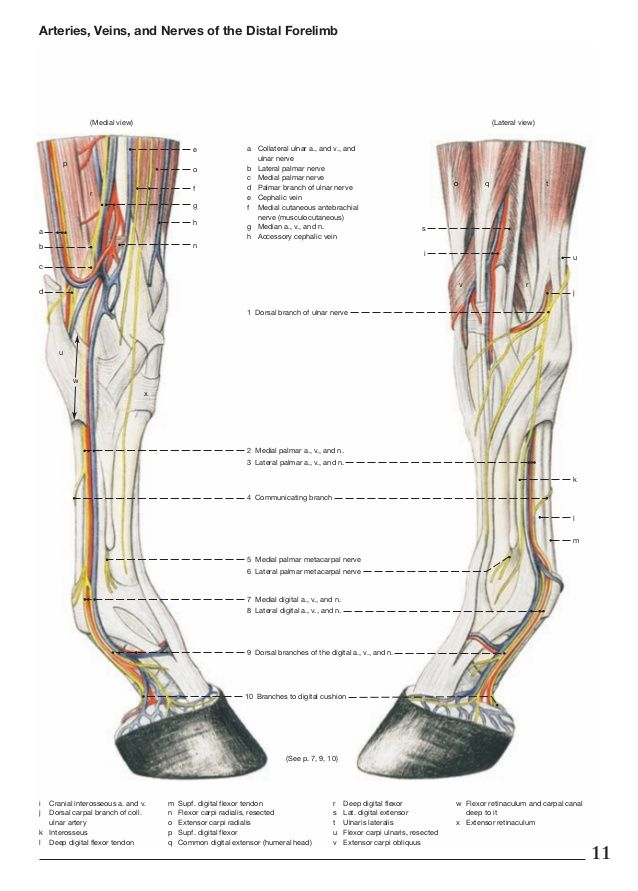 Arteries, Veins, and Nerves of the Distal Forelimb
(Medial view)
(Lateral view)
p
r
e
o
f
g
h
n
a
b
c
d
u
w
x
a Collateral ulnar a., and v., and
ulnar nerve
b Lateral palmar nerve
c Medial palmar nerve
d Palmar branch of ulnar nerve
e Cephalic vein
f Medial cutaneous antebrachial
nerve (musculocutaneous)
g Median a., v., and n.
h Accessory cephalic vein
o
q
t
s
i
v
r
u
j
k
l
m
1 Dorsal branch of ulnar nerve
2 Medial palmar a., v., and n.
3 Lateral palmar a., v., and n.
4 Communicating branch
5 Medial palmar metacarpal nerve
6 Lateral palmar metacarpal nerve
7 Medial digital a., v., and n.
8 Lateral digital a., v., and n.
9 Dorsal branches of the digital a., v., and n.
10 Branches to digital cushion
(See p. 7, 9, 10)
i Cranial interosseous a. and v.
j Dorsal carpal branch of coll.
ulnar artery
k Interosseus
l Deep digital flexor tendon
m Supf. digital flexor tendon
n Flexor carpi radialis, resected
o Extensor carpi radialis
p Supf. digital flexor
q Common digital extensor (humeral head)
r Deep digital flexor
s Lat. digital extensor
t Ulnaris lateralis
u Flexor carpi ulnaris, resected
v Extensor carpi obliquus
w Flexor retinaculum and carpal canal
deep to it
x Extensor retinaculum
11